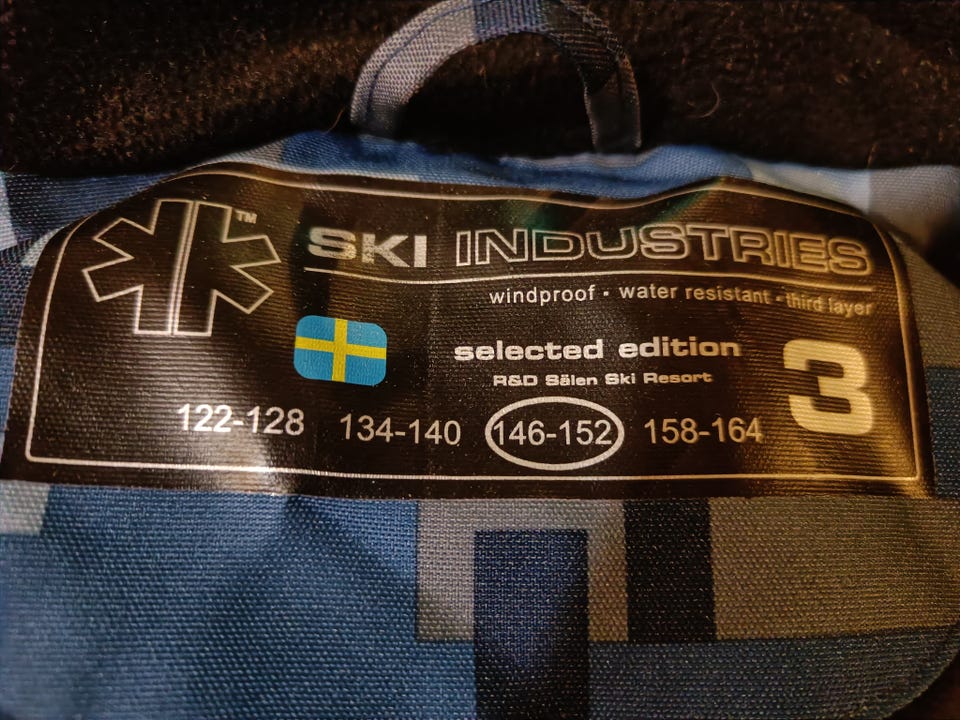 TM
SKI INDUSTRIES
windproof • water resistant • third layer
selected edition
R&D Sälen Ski Resort
3
122-128 134-140 146-152 158-164